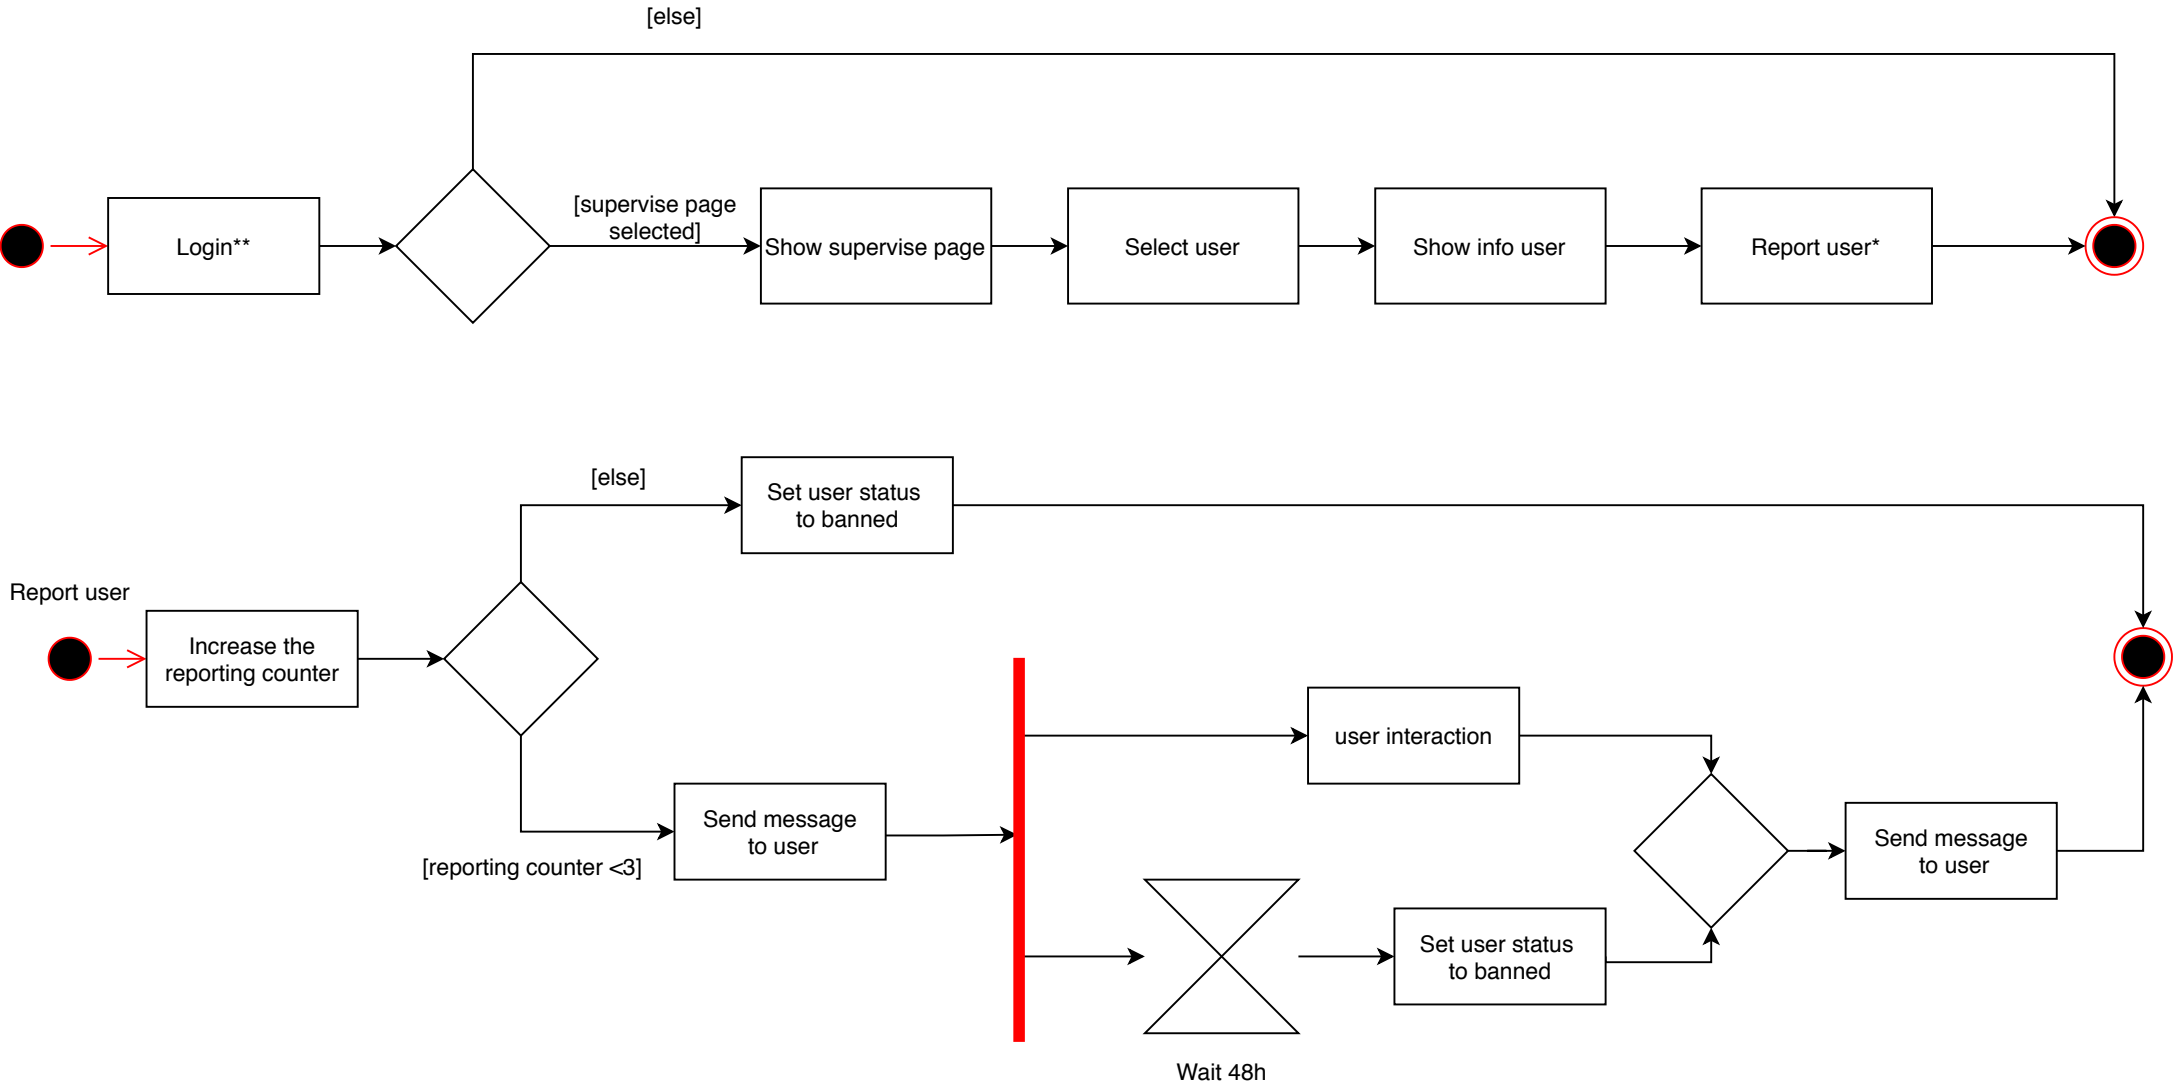 [else]
[supervise page
selected]
Login**
Show supervise page
Select user
Show info user
Report user*
[else]
Set user status
to banned
Report user
Increase the
reporting counter
user interaction
Send message
to user
[reporting counter <3]
Send message
to user
Set user status
to banned
Wait 48h